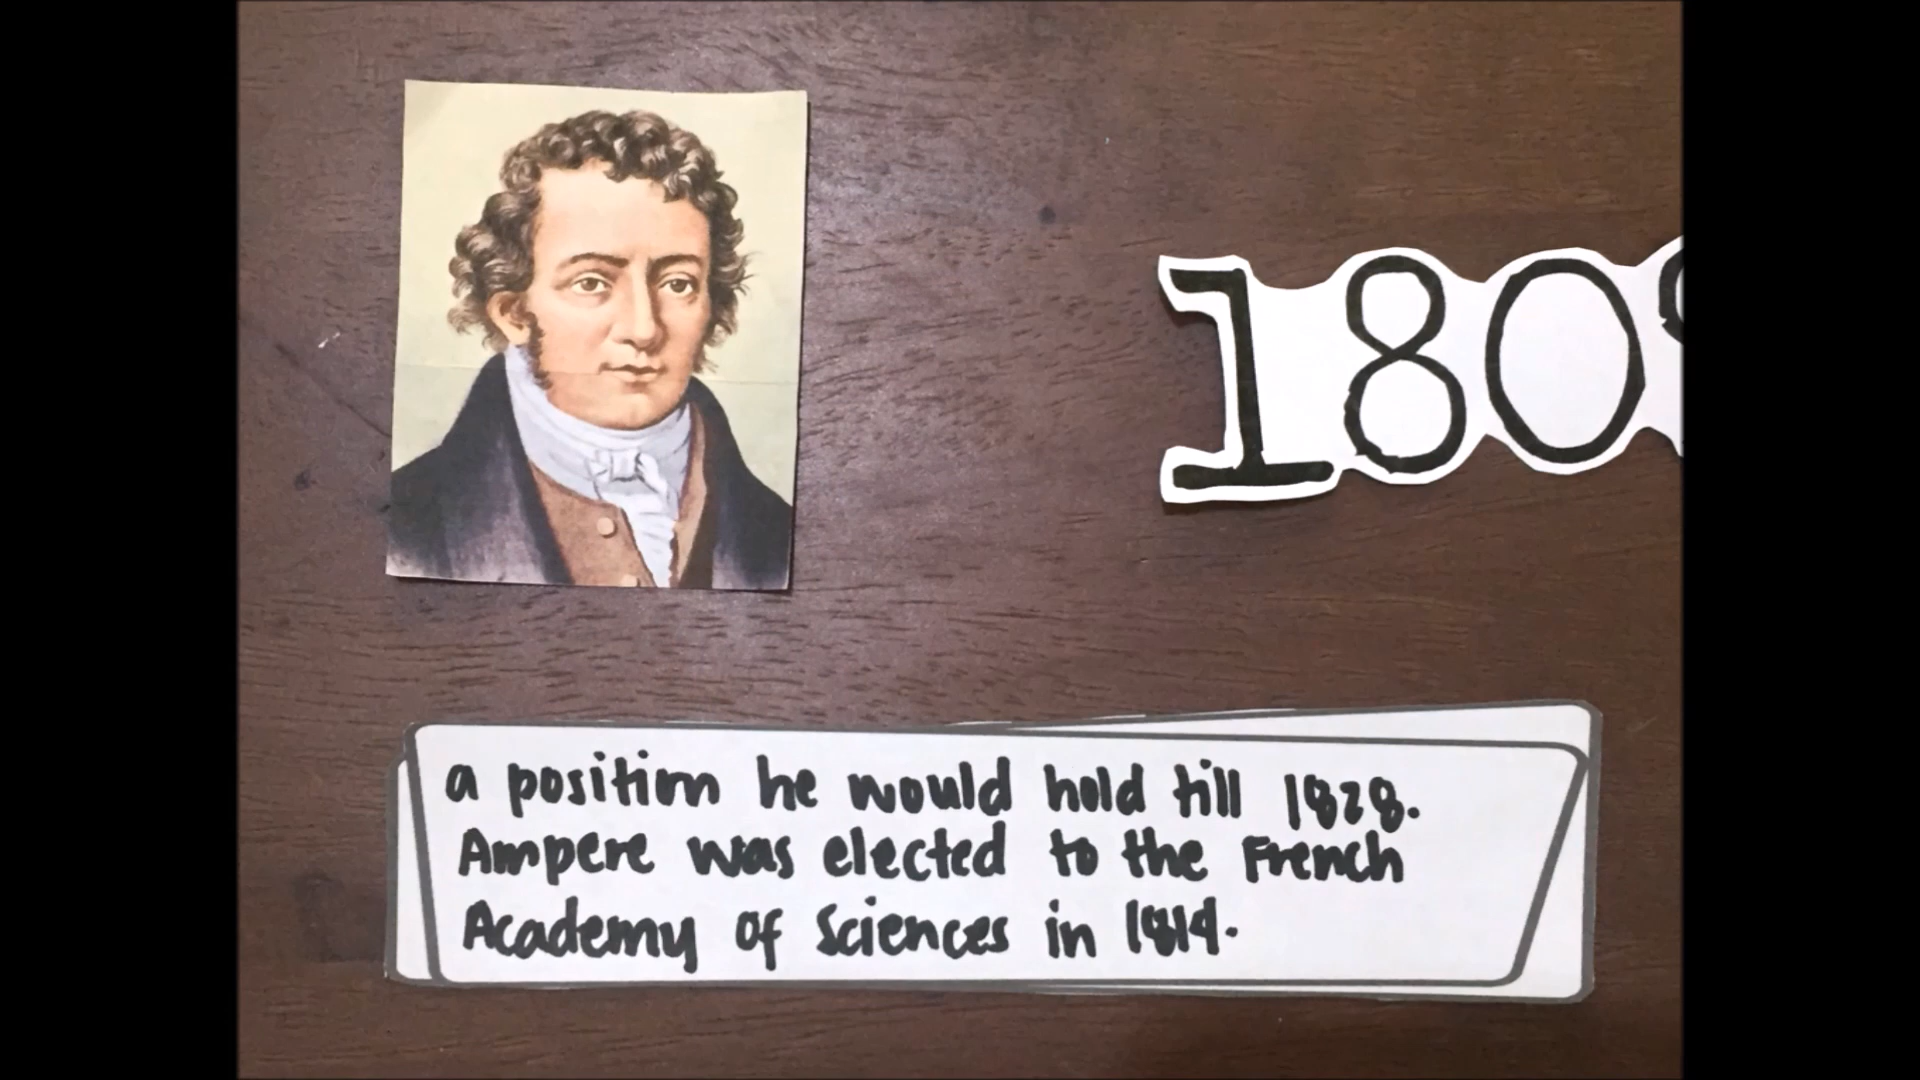 180
a position he would hold till 1828.
Ampere was elected to the French
Academy of Sciences in 1814.